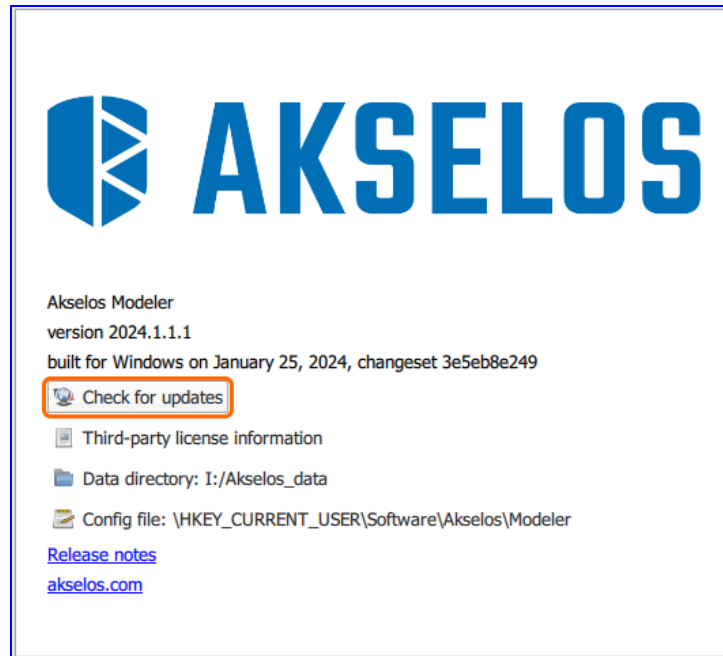 AKSELOS
Akselos Modeler
version 2024.1.1.1
built for Windows on January 25, 2024, changeset 3e5eb8e249
Check for updates
Third-party license information
Data directory: I:/Akselos_data
Config file: \HKEY_CURRENT_USER\Software\Akselos\Modeler
Release notes
akselos.com